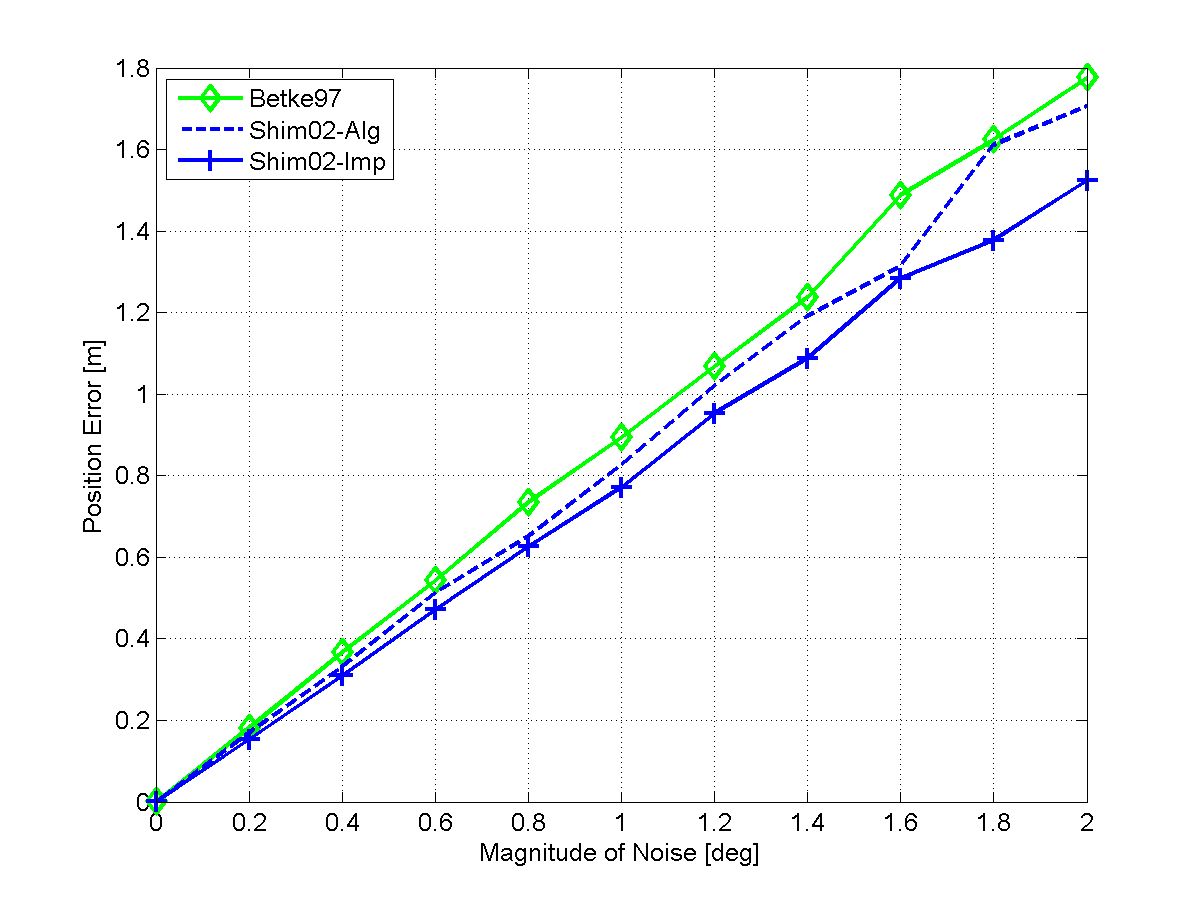 1.8
1.6
1.4
1.2
1
0.8
0.6
0.4
0.2
0
Betke97
Shim02-Alg
Shim02-Imp
Position Error [m]
0 0.2 0.4 0.6 0.8 1 1.2 1.4 1.6 1.8 2
Magnitude of Noise [deg]